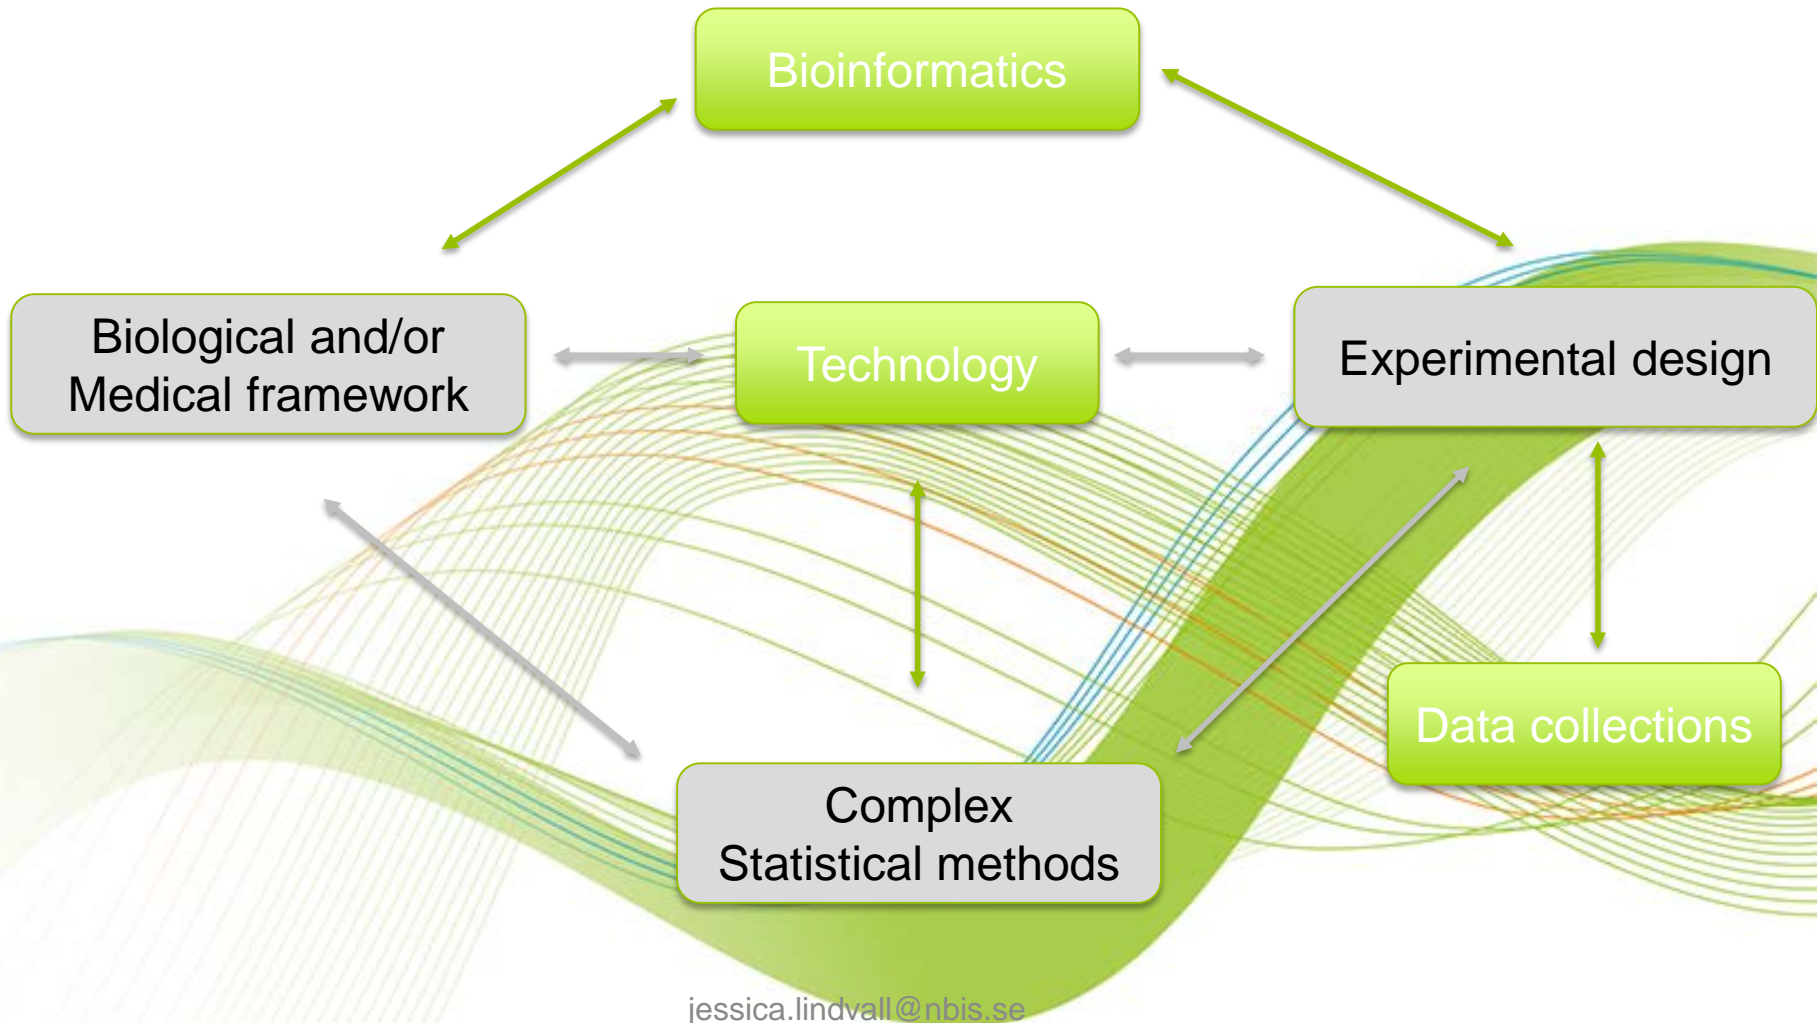 Bioinformatics
Biological and/or
Medical framework
Technology
Experimental design
Data collections
Complex
Statistical methods
jessica.lindvall@nbis.se